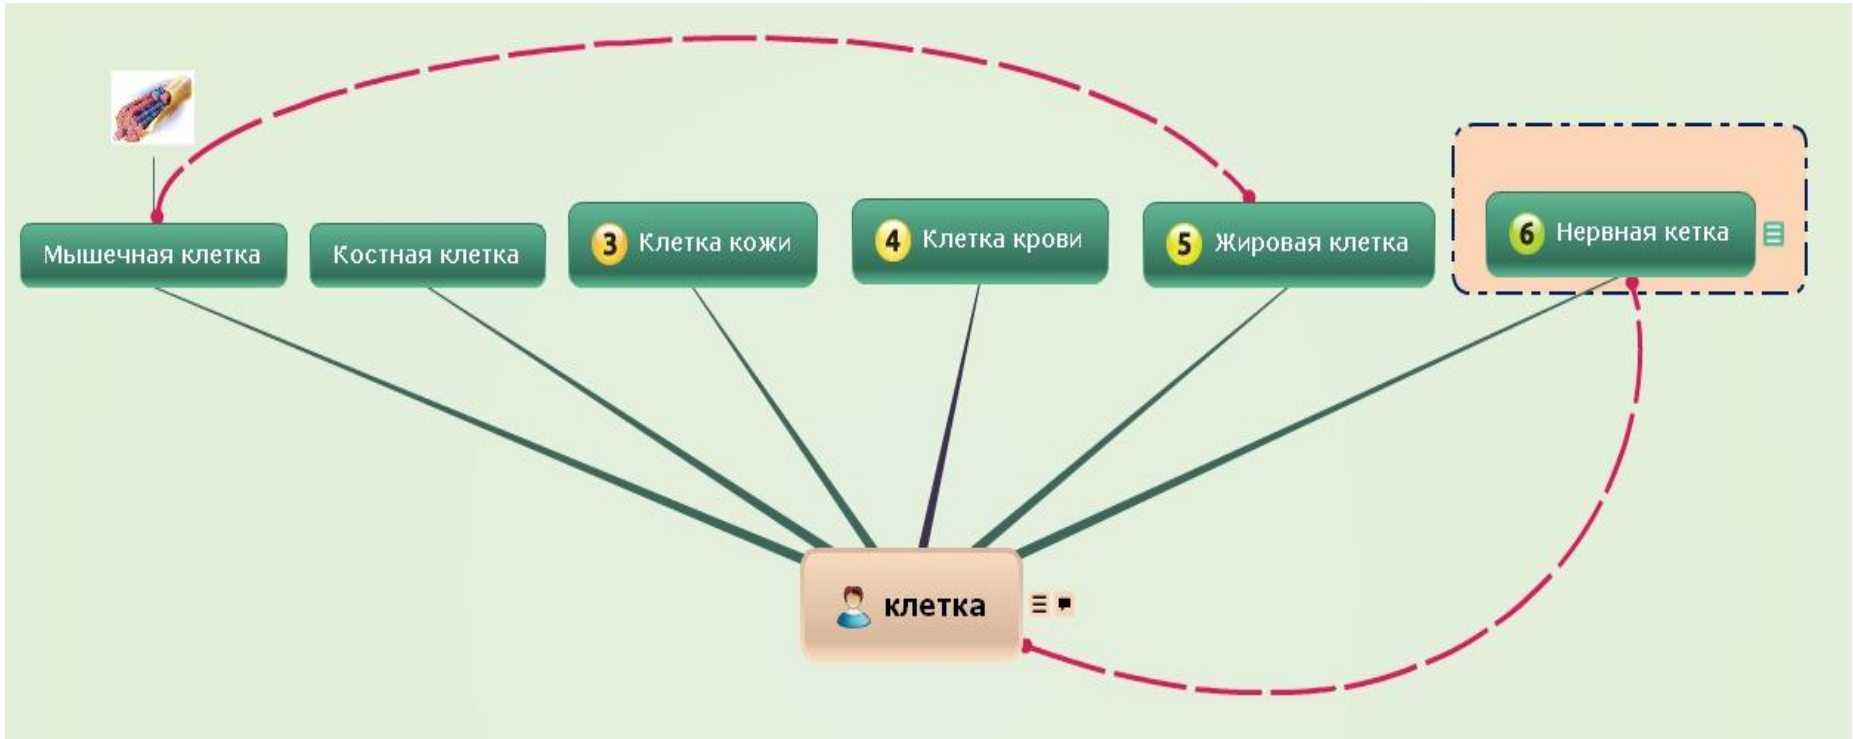 Мышечная клетка
Костная клетка
3 Клетка кожи
4 Клетка крови
5 Жировая клетка
6 Нервная кетка
клетка